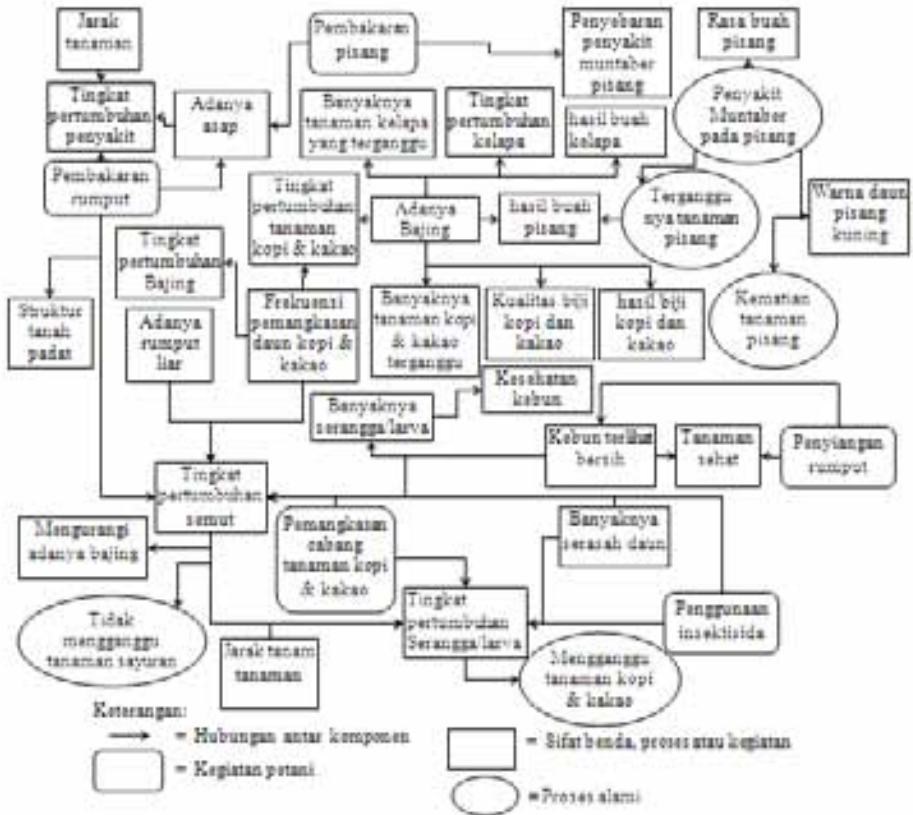 Jarak
tanaman
Pembakaran
pisang
Penyebaran
penyakit
muntaber
pisang
Rasa buah
pisang
Tingkat
pertumbuhan
penyakit
Adanya
asap
Banyaknya
tanaman kelapa
yang terganggu
Tingkat
pertumbuhan
kelapa
hasil buah
kelapa
Penyakit
Muntaber
pada pisang
Pembakaran
rumput
Tingkat
pertumbuhan
tanaman
kopi & kakao
Adanya
Bajing
hasil buah
pisang
Terganggu
nya tanaman
pisang
Warna daun
pisang
kuning
Tingkat
pertumbuhan
Bajing
Struktur
tanah
padat
Adanya
rumput
liar
Frekuensi
pemangkasan
daun kopi &
kakao
Banyaknya
tanaman kopi
& kakao
terganggu
Kualitas biji
kopi dan
kakao
hasil biji
kopi dan
kakao
Kematian
tanaman
pisang
Kesehatan
kebun
Banyaknya
serangga/larva
Kebun terlihat
bersih
Tanaman
sehat
Penyiangan
rumput
Tingkat
pertumbuhan
semut
Mengurangi
adanya bajing
Pemangkasan
cabang
tanaman kopi
& kakao
Banyaknya
serasah daun
Tidak
mengganggu
tanaman sayuran
Jarak tanam
tanaman
Tingkat
pertumbuhan
Serangga/larva
Penggunaan
insektisida
Mengganggu
tanaman kopi
& kakao
Keterangan:
= Hubungan antar komponen
= Sifat benda, proses atau kegiatan
= Kegiatan petani
= Proses alami